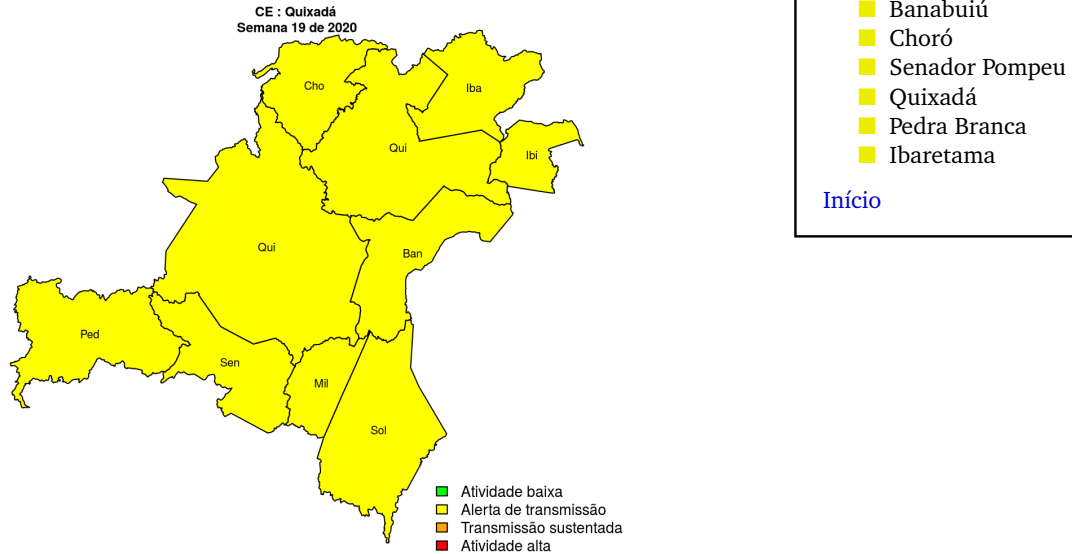 CE : Quixadá
Semana 19 de 2020
Cho
Iba
Qui
Ibi
Qui
Ban
Ped
Sen
Mil
Sol
Atividade baixa
Alerta de transmissão
Transmissão sustentada
Atividade alta
Banabuiú
Choró
Senador Pompeu
Quixadá
Pedra Branca
Ibaretama
Início